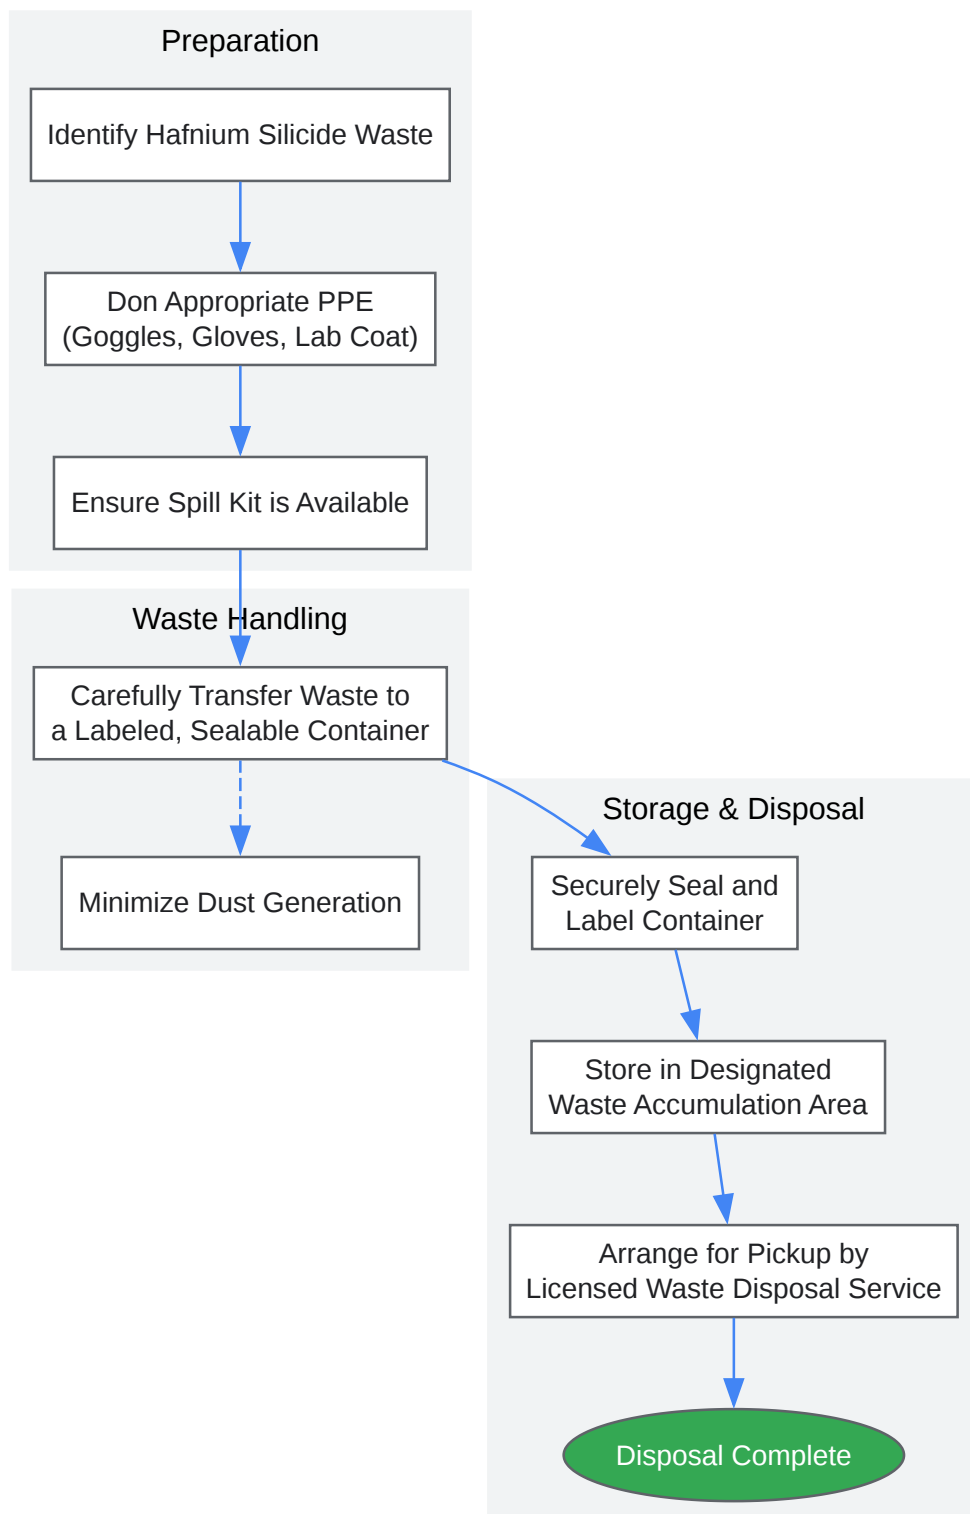 Preparation
Identify Hafnium Silicide Waste
Don Appropriate PPE
(Goggles, Gloves, Lab Coat)
Ensure Spill Kit is Available
Waste Handling
Carefully Transfer Waste to
a Labeled, Sealable Container
Minimize Dust Generation
Storage & Disposal
Securely Seal and
Label Container
Store in Designated
Waste Accumulation Area
Arrange for Pickup by
Licensed Waste Disposal Service
Disposal Complete